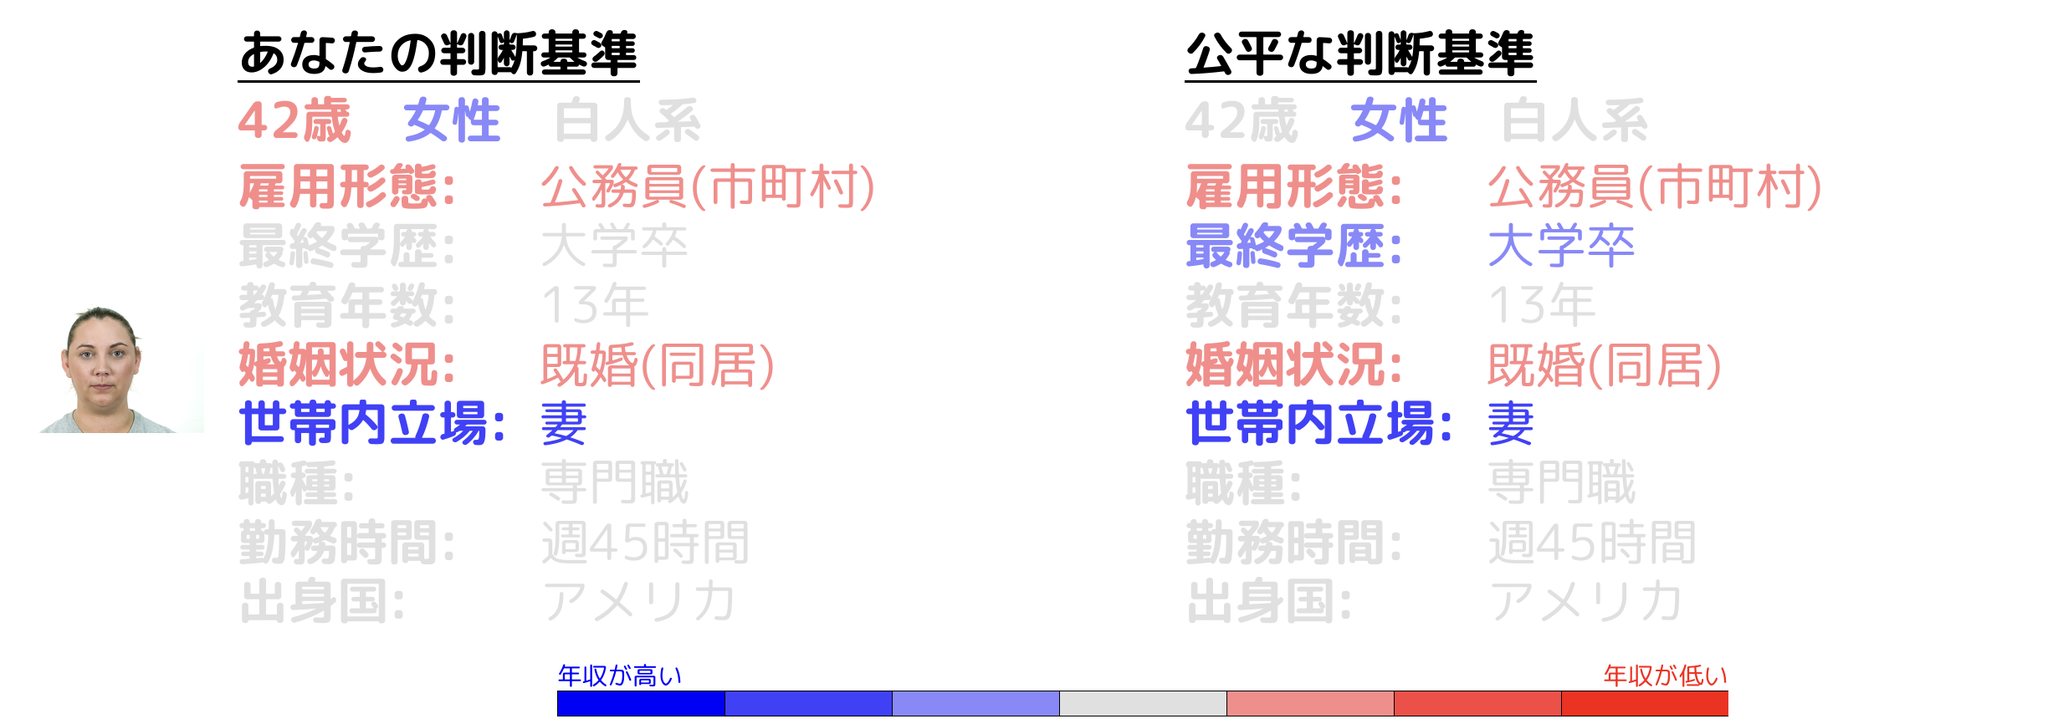 あなたの判断基準
42歳 女性 白人系
雇用形態: 公務員(市町村)
最終学歴: 大学卒
教育年数: 13年
婚姻状況: 既婚(同居)
世帯内立場: 妻
職種: 専門職
勤務時間: 週45時間
出身国: アメリカ
公平な判断基準
42歳 女性 白人系
雇用形態: 公務員(市町村)
最終学歴: 大学卒
教育年数: 13年
婚姻状況: 既婚(同居)
世帯内立場: 妻
職種: 専門職
勤務時間: 週45時間
出身国: アメリカ
年収が高い
年収が低い